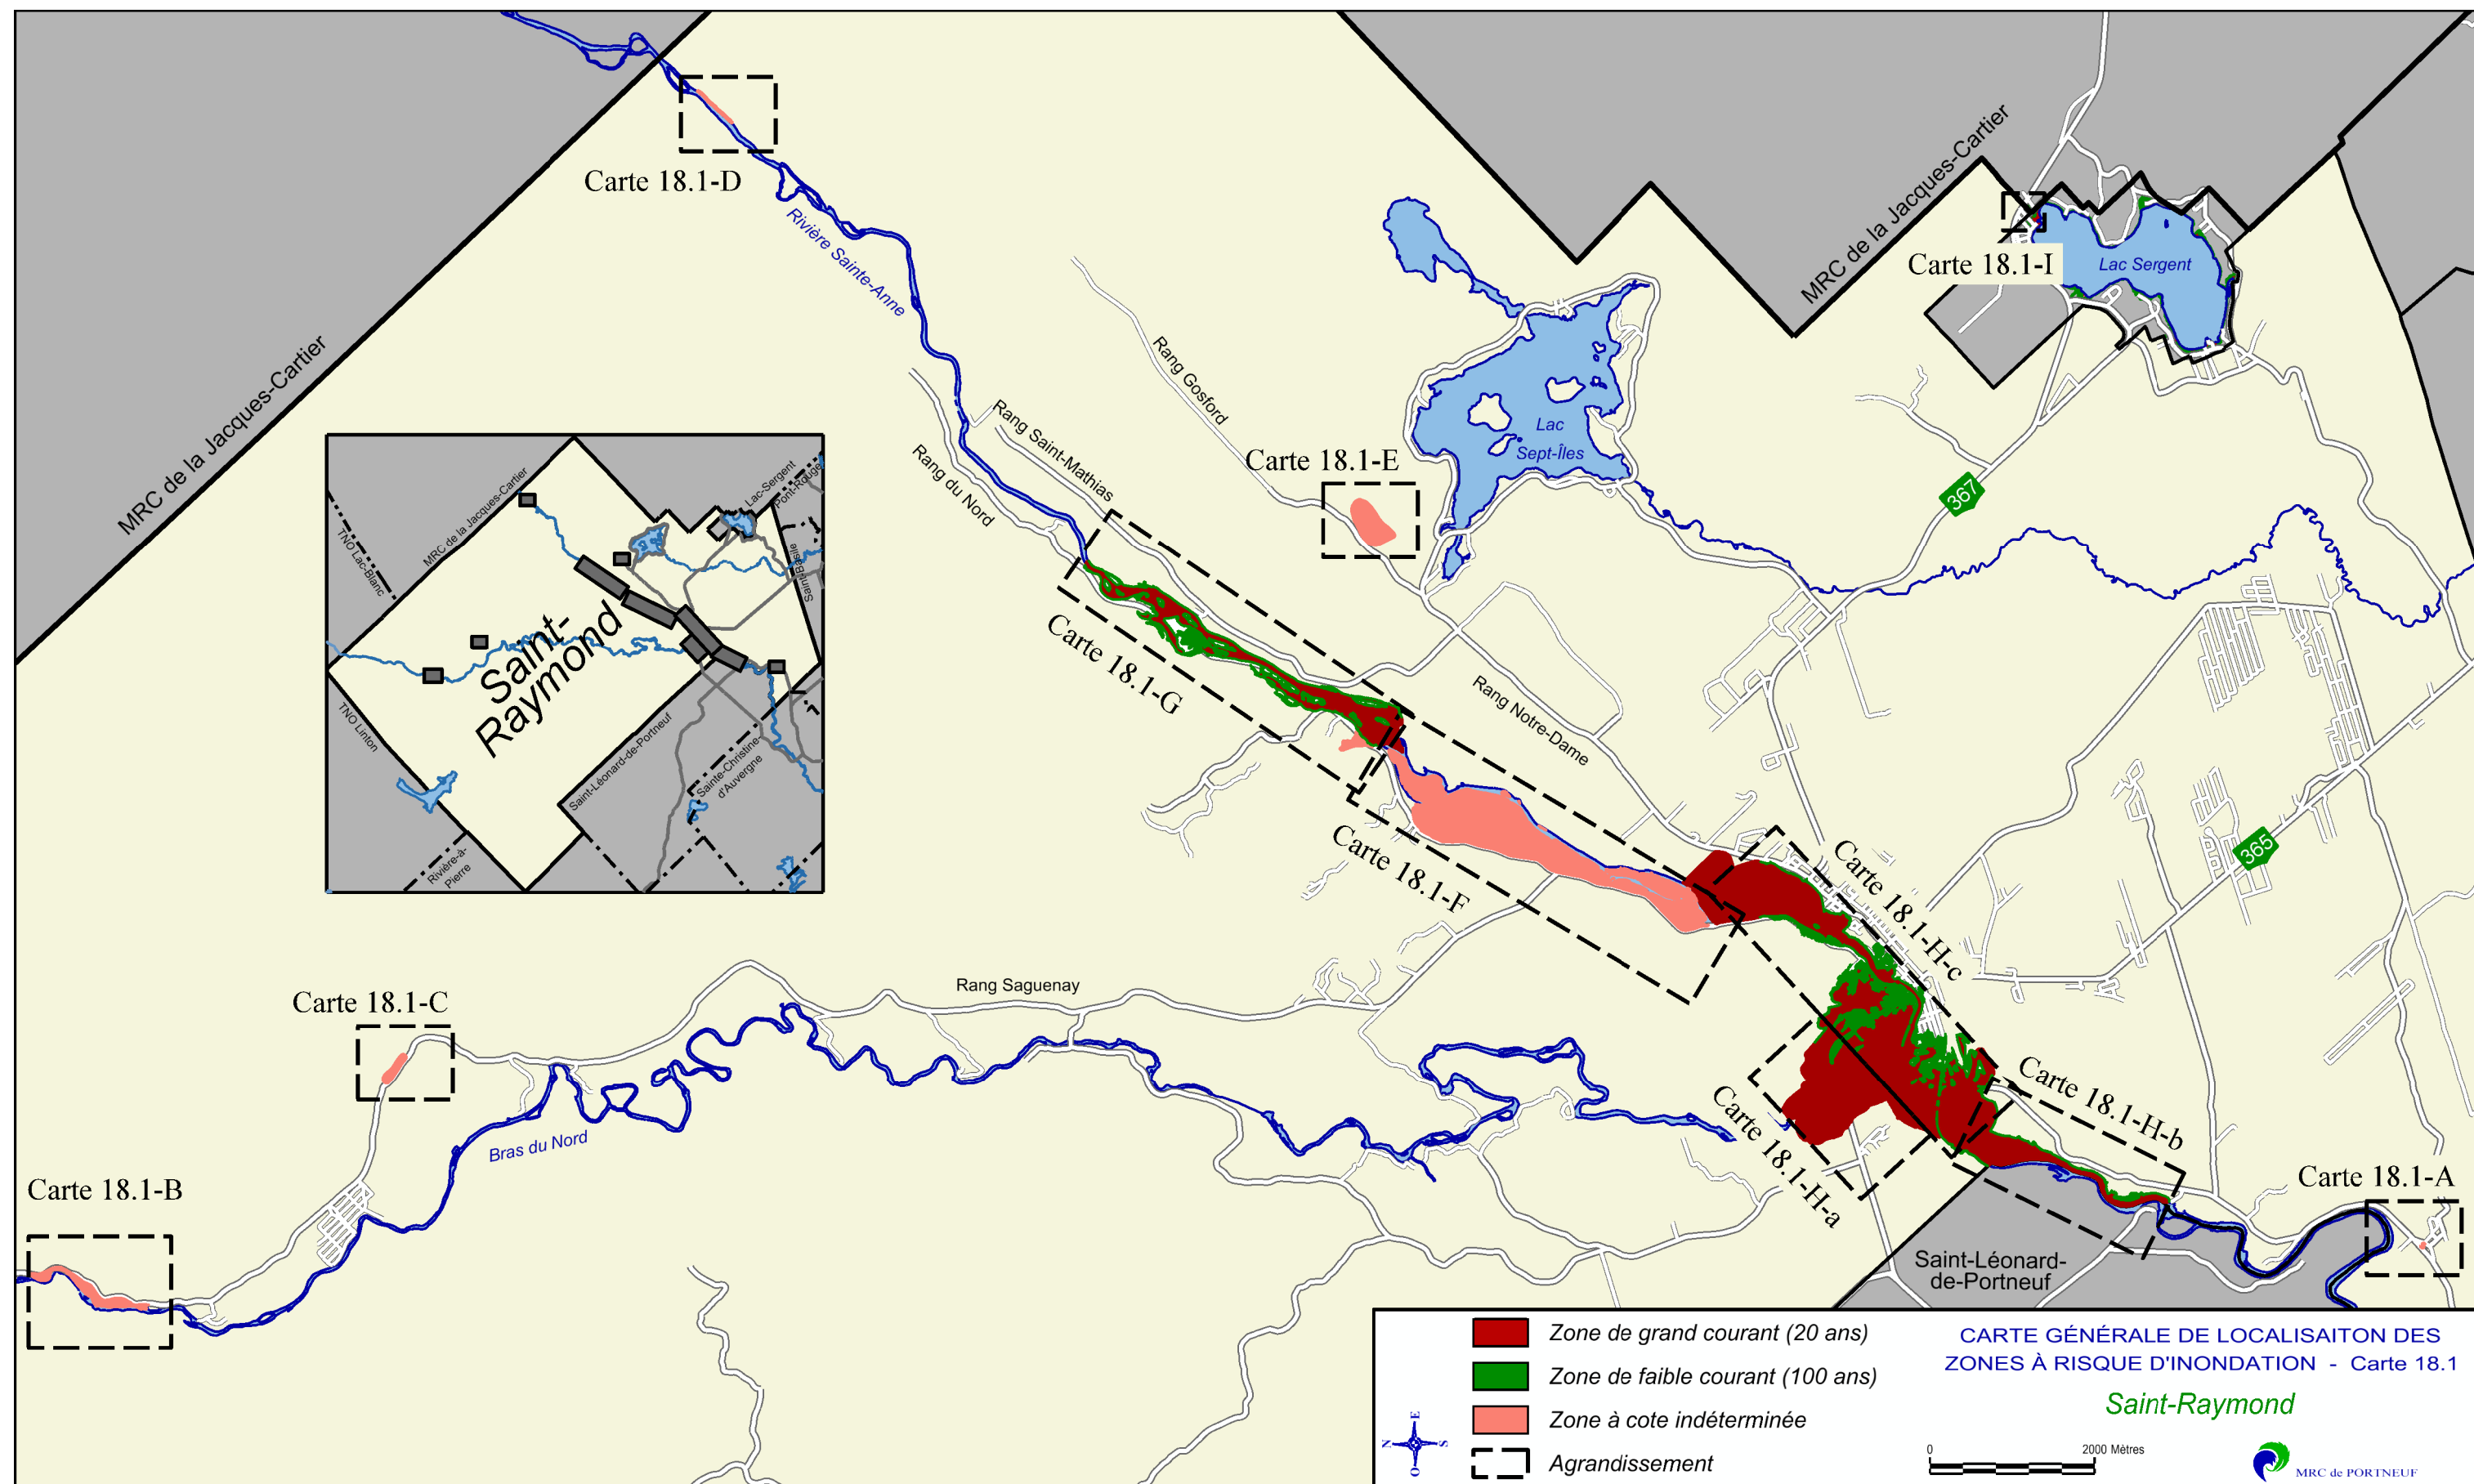 Carte 18.1-D
Rivière Sainte-Anne
MRC de la Jacques-Cartier
MRC de la Jacques-Cartier
Carte 18.1-I
Lac Sergent
Rang Gosford
Rang Saint-Mathias
Rang du Nord
Carte 18.1-E
Lac
Sept-Îles
367
MRC de la Jacques-Cartier
Lac-Sergent
Pont-Rouge
TNO Lac-Blanc
Saint-Basile
Saint-
Raymond
TNO Linton
Saint-Léonard-de-Portneuf
Sainte-Christine-
d'Auvergne
Rivière-à-
Pierre
Carte 18.1-G
Rang Notre-Dame
Carte 18.1-F
Carte 18.1-H-c
365
Rang Saguenay
Carte 18.1-C
Bras du Nord
Carte 18.1-B
Carte 18.1-H-a
Carte 18.1-H-b
Carte 18.1-A
Saint-Léonard-
de-Portneuf
Zone de grand courant (20 ans)
Zone de faible courant (100 ans)
Zone à cote indéterminée
Agrandissement
N
E
S
O
CARTE GÉNÉRALE DE LOCALISAITON DES
ZONES À RISQUE D'INONDATION - Carte 18.1
Saint-Raymond
0 2000 Mètres
MRC de PORTNEUF